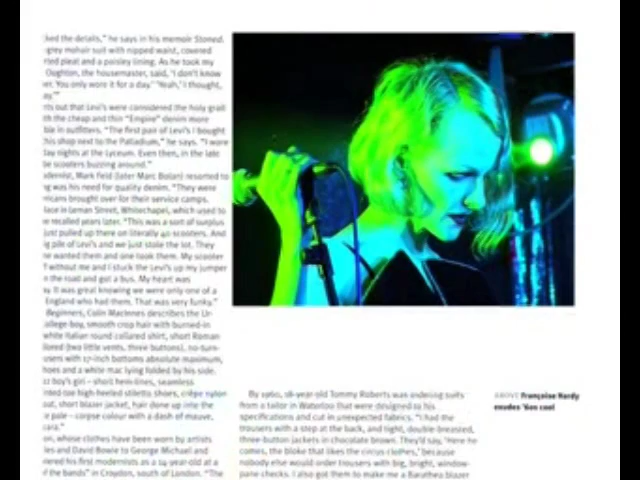 ked the details," he says in his memoir Stoned.
-grey mohair suit with nipped waist, covered
ried pleat and a paisley lining. As he took my
Oughton, the housemaster, said, 'I don't know
er. You only wore it for a day.' 'Yeah,' I thought,
ay.'"
ts out that Levi's were considered the holy grail
th the cheap and thin "Empire" denim more
ble in outfitters. "The first pair of Levi's I bought
his shop next to the Palladium," he says. "I wore
day nights at the Lyceum. Even then, in the late
be scooters buzzing around."
odernist, Mark Feld (later Marc Bolan) resorted to
g was his need for quality denim. "They were
ricans brought over for their service camps.
lace in Leman Street, Whitechapel, which used to
e recalled years later. "This was a sort of surplus
just pulled up there on literally 40 scooters. And
ig pile of Levi's and we just stole the lot. They
he wanted them and one took them. My scooter
f without me and I stuck the Levi's up my jumper
n the road and got a bus. My heart was
y. It was great knowing we were only one of a
England who had them. That was very funky."
Beginners, Colin MacInnes describes the Ur-
ollege-boy, smooth crop hair with burned-in
white Italian round collared shirt, short Roman
ilored (two little vents, three buttons), no-turn-
users with 17-inch bottoms absolute maximum,
hoes and a white mac lying folded by his side.
zz boy's girl – short hem-lines, seamless
inted toe high-heeled stiletto shoes, crêpe nylon
out, short blazer jacket, hair done up into the
e pale – corpse colour with a dash of mauve,
cara."
on, whose clothes have been worn by artists
les and David Bowie to George Michael and
nered his first modernists as a 14-year-old at a
f the bands" in Croydon, south of London. "The
By 1960, 18-year-old Tommy Roberts was ordering suits
from a tailor in Waterloo that were designed to his
specifications and cut in unexpected fabrics. "I had the
trousers with a step at the back, and tight, double-breasted,
three-button jackets in chocolate brown. They'd say, 'Here he
comes, the bloke that likes the circus clothes,' because
nobody else would order trousers with big, bright, window-
pane checks. I also got them to make me a Barathea blazer
ABOVE Françoise Hardy
exudes '60s cool